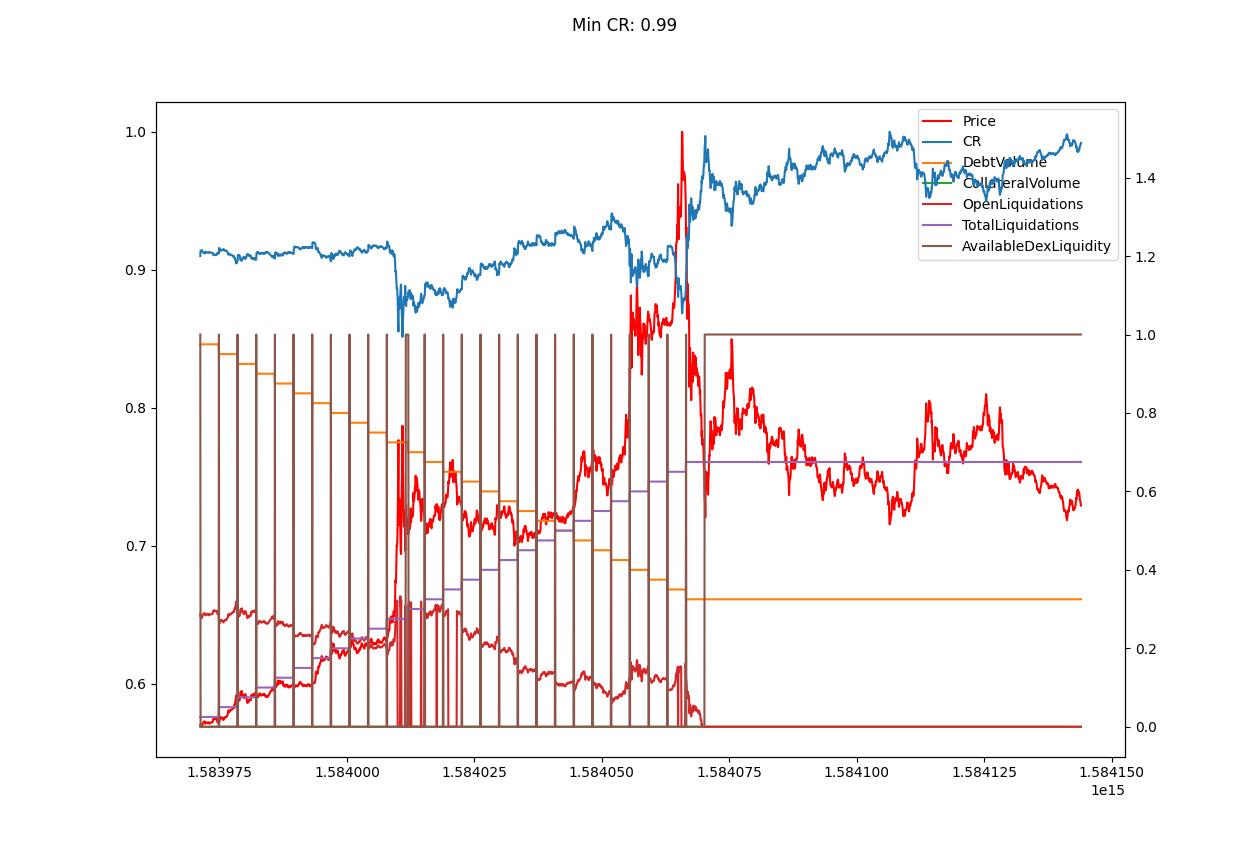 Min CR: 0.99
1.0
0.9
0.8
0.7
0.6
Price
CR
DebtVolume
CollateralVolume
OpenLiquidations
TotalLiquidations
AvailableDexLiquidity
1.4
1.2
1.0
0.8
0.6
0.4
0.2
0.0
1.583975 1.584000 1.584025 1.584050 1.584075 1.584100 1.584125 1.584150
1e15